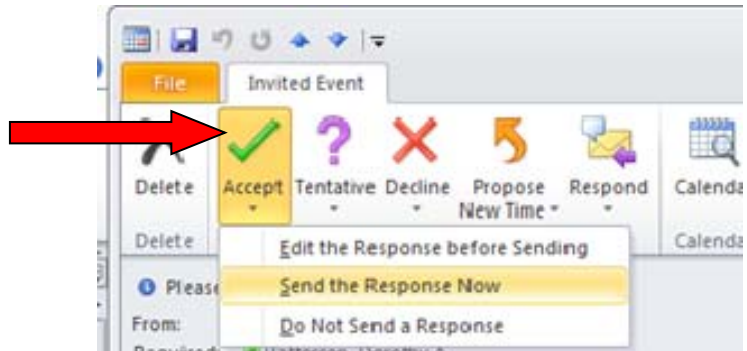 File Invited Event
Delete Accept Tentative Decline Propose New Time Respond Calenda
Delete Calenda
Edit the Response before Sending
Send the Response Now
Do Not Send a Response
Please
From: